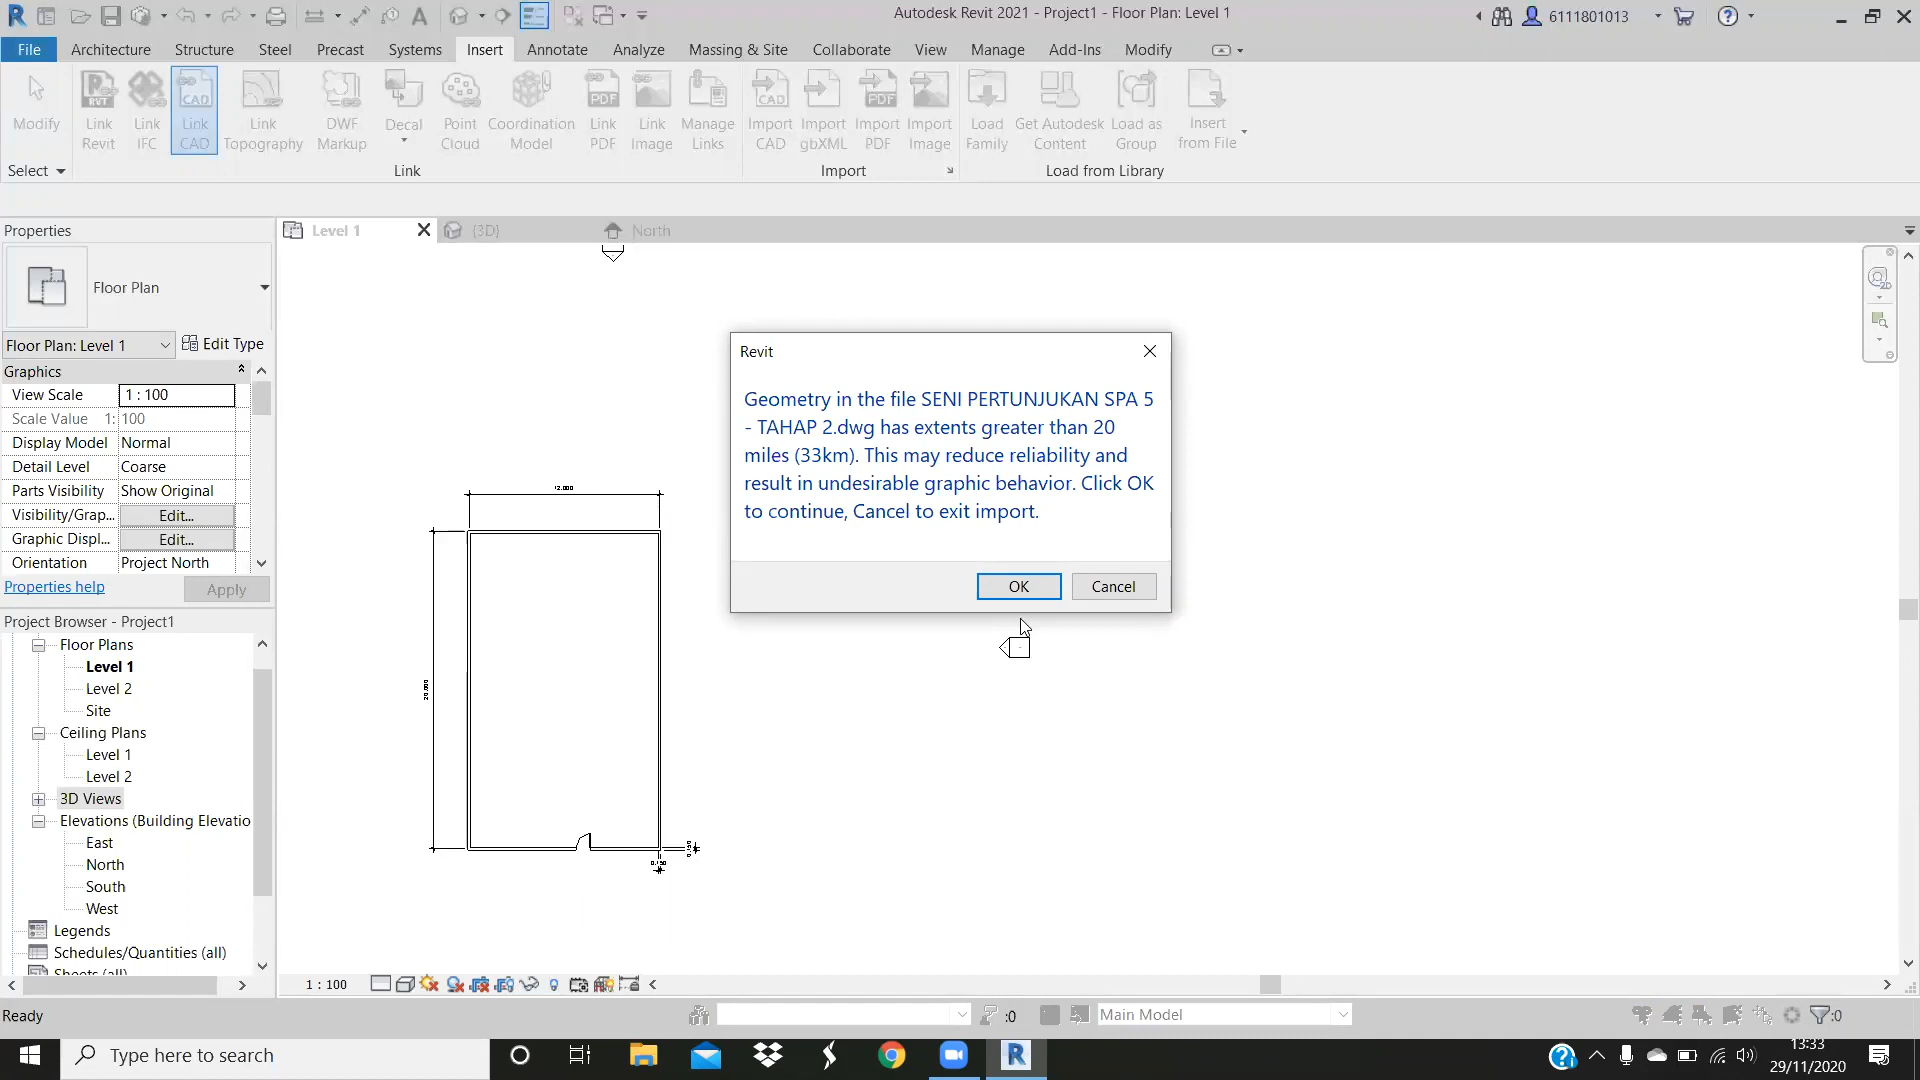 Autodesk Revit 2021 - Project1 - Floor Plan: Level 1
6111801013
File
Architecture
Structure
Steel
Precast
Systems
Insert
Annotate
Analyze
Massing & Site
Collaborate
View
Manage
Add-Ins
Modify
Modify
Link Revit
Link IFC
Link CAD
Link Topography
DWF Markup
Decal
Point Cloud
Coordination Model
Link PDF
Link Image
Manage Links
Import CAD
Import gbXML
Import PDF
Import Image
Load Family
Get Autodesk Content
Load as Group
Insert from File
Select
Link
Import
Load from Library
Properties
Level 1
{3D}
North
Floor Plan
Floor Plan: Level 1
Edit Type
Graphics
View Scale
1 : 100
Scale Value 1:
100
Display Model
Normal
Detail Level
Coarse
Parts Visibility
Show Original
Visibility/Grap...
Edit...
Graphic Displ...
Edit...
Orientation
Project North
Properties help
Apply
Project Browser - Project1
Floor Plans
Level 1
Level 2
Site
Ceiling Plans
Level 1
Level 2
3D Views
Elevations (Building Elevatio
East
North
South
West
Legends
Schedules/Quantities (all)
Sheets (all)
12.000
Revit
Geometry in the file SENI PERTUNJUKAN SPA 5
- TAHAP 2.dwg has extents greater than 20
miles (33km). This may reduce reliability and
result in undesirable graphic behavior. Click OK
to continue, Cancel to exit import.
OK
Cancel
1 : 100
Ready
:0
Main Model
:0
Type here to search
13:33
29/11/2020